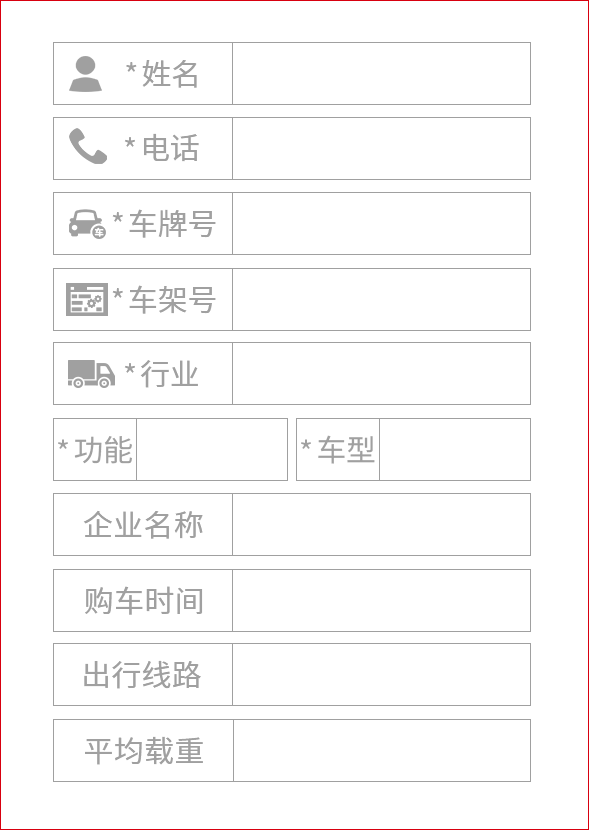 * 姓名
* 电话
* 车牌号
车
* 车架号
* 行业
* 功能
* 车型
企业名称
购车时间
出行线路
平均载重